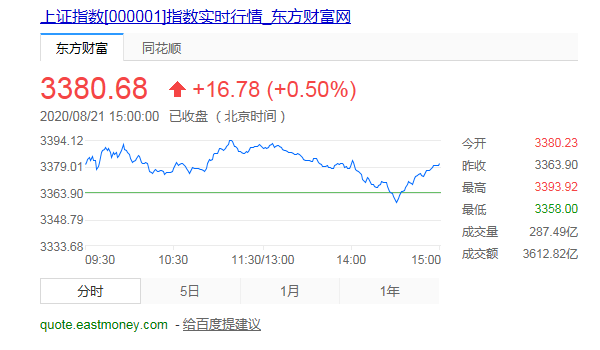 上证指数[000001]指数实时行情_东方财富网
东方财富 同花顺
3380.68 +16.78 (+0.50%)
2020/08/21 15:00:00 已收盘 (北京时间)
3394.12
3379.01
3363.90
3348.79
3333.68
09:30 10:30 11:30/13:00 14:00 15:00
今开 3380.23
昨收 3363.90
最高 3393.92
最低 3358.00
成交量 287.49亿
成交额 3612.82亿
分时 5日 1月 1年
quote.eastmoney.com - 给百度提建议